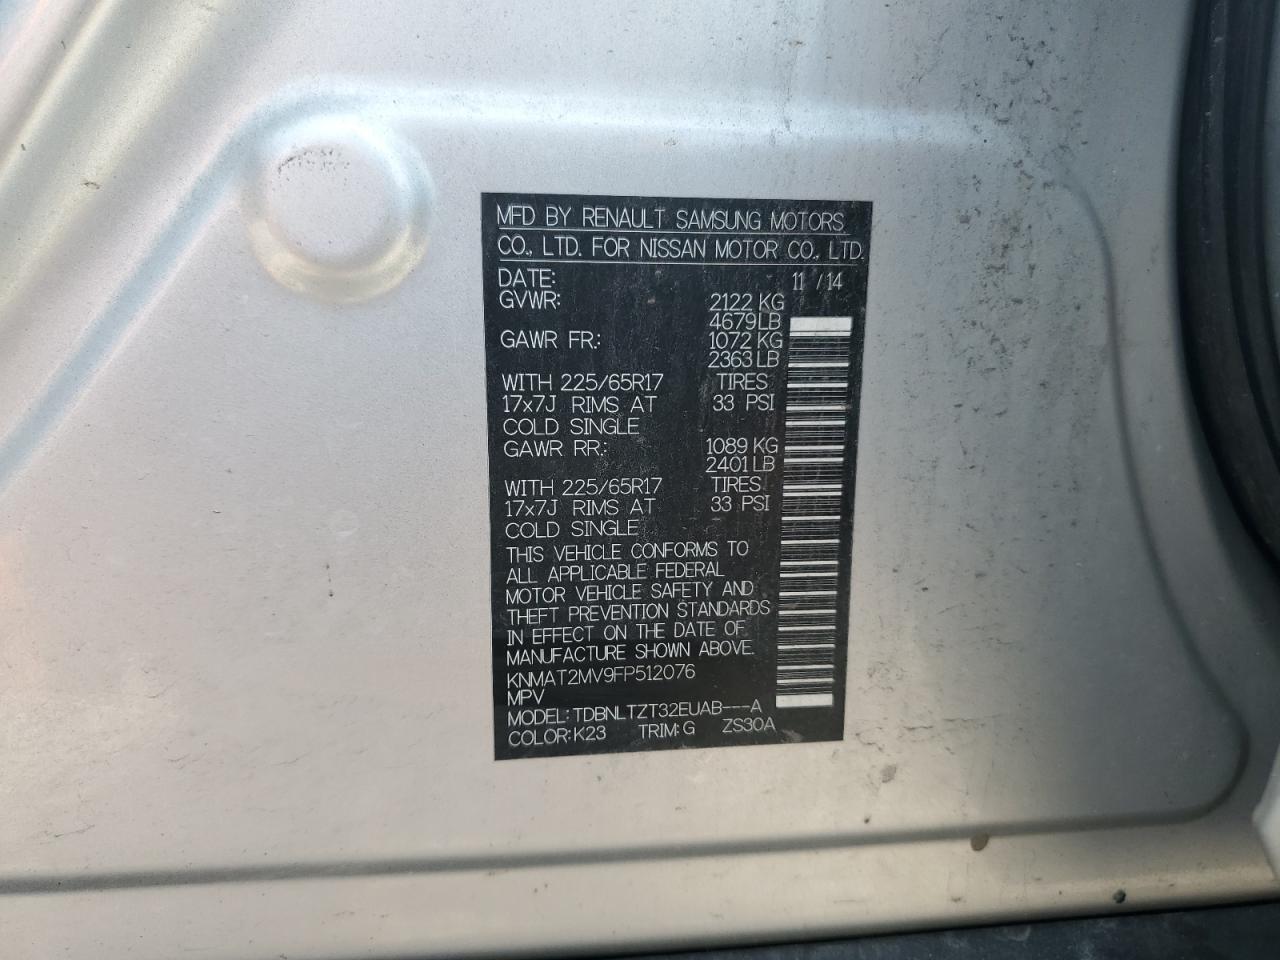 MFD BY RENAULT SAMSUNG MOTORS
CO., LTD. FOR NISSAN MOTOR CO., LTD.
DATE: 11 /14
GVWR: 2122 KG
4679 LB
GAWR FR.: 1072 KG
2363 LB
WITH 225/65R17 TIRES
17x7J RIMS AT 33 PSI
COLD SINGLE
GAWR RR.: 1089 KG
2401 LB
WITH 225/65R17 TIRES
17x7J RIMS AT 33 PSI
COLD SINGLE
THIS VEHICLE CONFORMS TO
ALL APPLICABLE FEDERAL
MOTOR VEHICLE SAFETY AND
THEFT PREVENTION STANDARDS
IN EFFECT ON THE DATE OF
MANUFACTURE SHOWN ABOVE.
KNMAT2MV9FP512076
MPV
MODEL: TDBNLTZT32EUAB---A
COLOR: K23 TRIM: G ZS30A